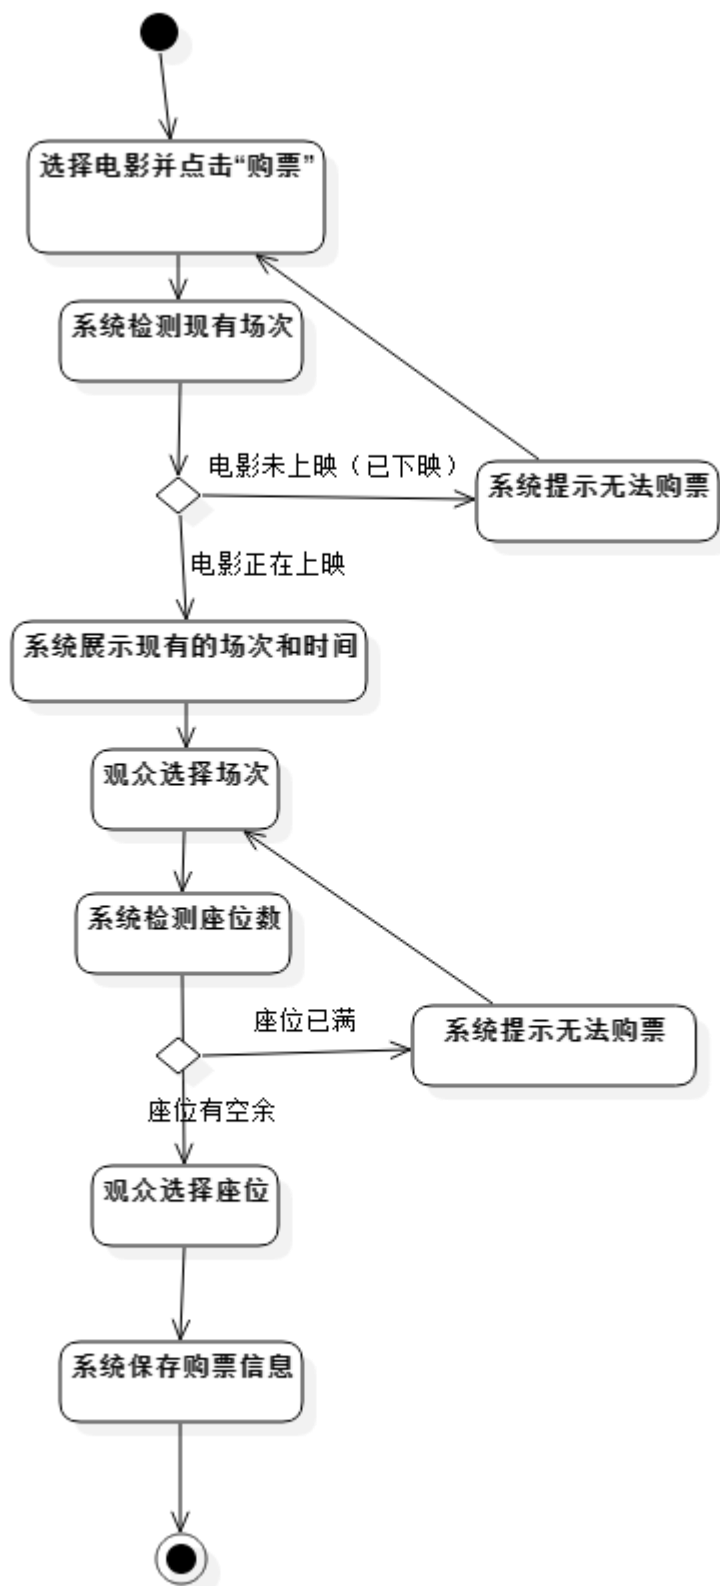 选择电影并点击“购票”
系统检测现有场次
电影未上映（已下映）
系统提示无法购票
电影正在上映
系统展示现有的场次和时间
观众选择场次
系统检测座位数
座位已满
系统提示无法购票
座位有空余
观众选择座位
系统保存购票信息